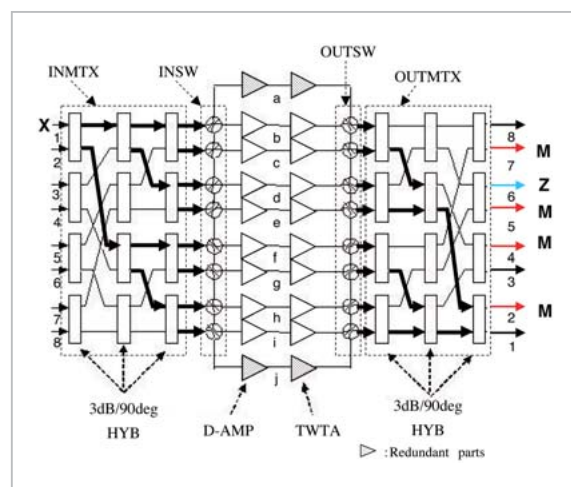 OUTSW
INMTX
INSW
OUTMTX
a
X
1
b
8
2
c
7
M
3
d
6
Z
4
e
5
M
5
f
4
M
6
g
3
7
h
2
M
8
i
1
j
3dB/90deg
HYB
D-AMP
TWTA
3dB/90deg
HYB
:Redundant parts